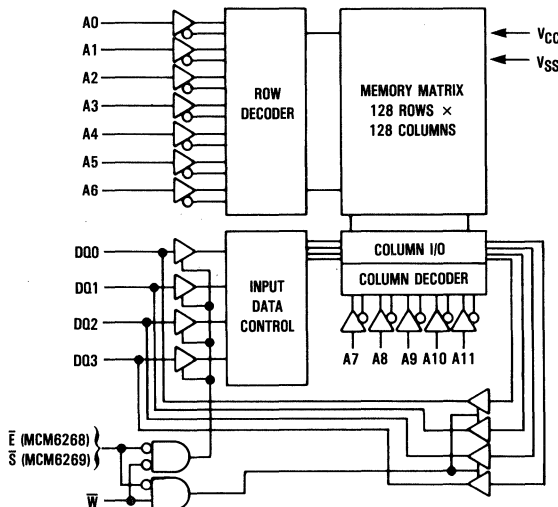 A0
A1
A2
A3
A4
A5
A6
ROW
DECODER
MEMORY MATRIX
128 ROWS ×
128 COLUMNS
VCC
VSS
DQ0
DQ1
DQ2
DQ3
INPUT
DATA
CONTROL
COLUMN I/O
COLUMN DECODER
A7 A8 A9 A10 A11
E̅ (MCM6268)
S̅ (MCM6269)
W̅